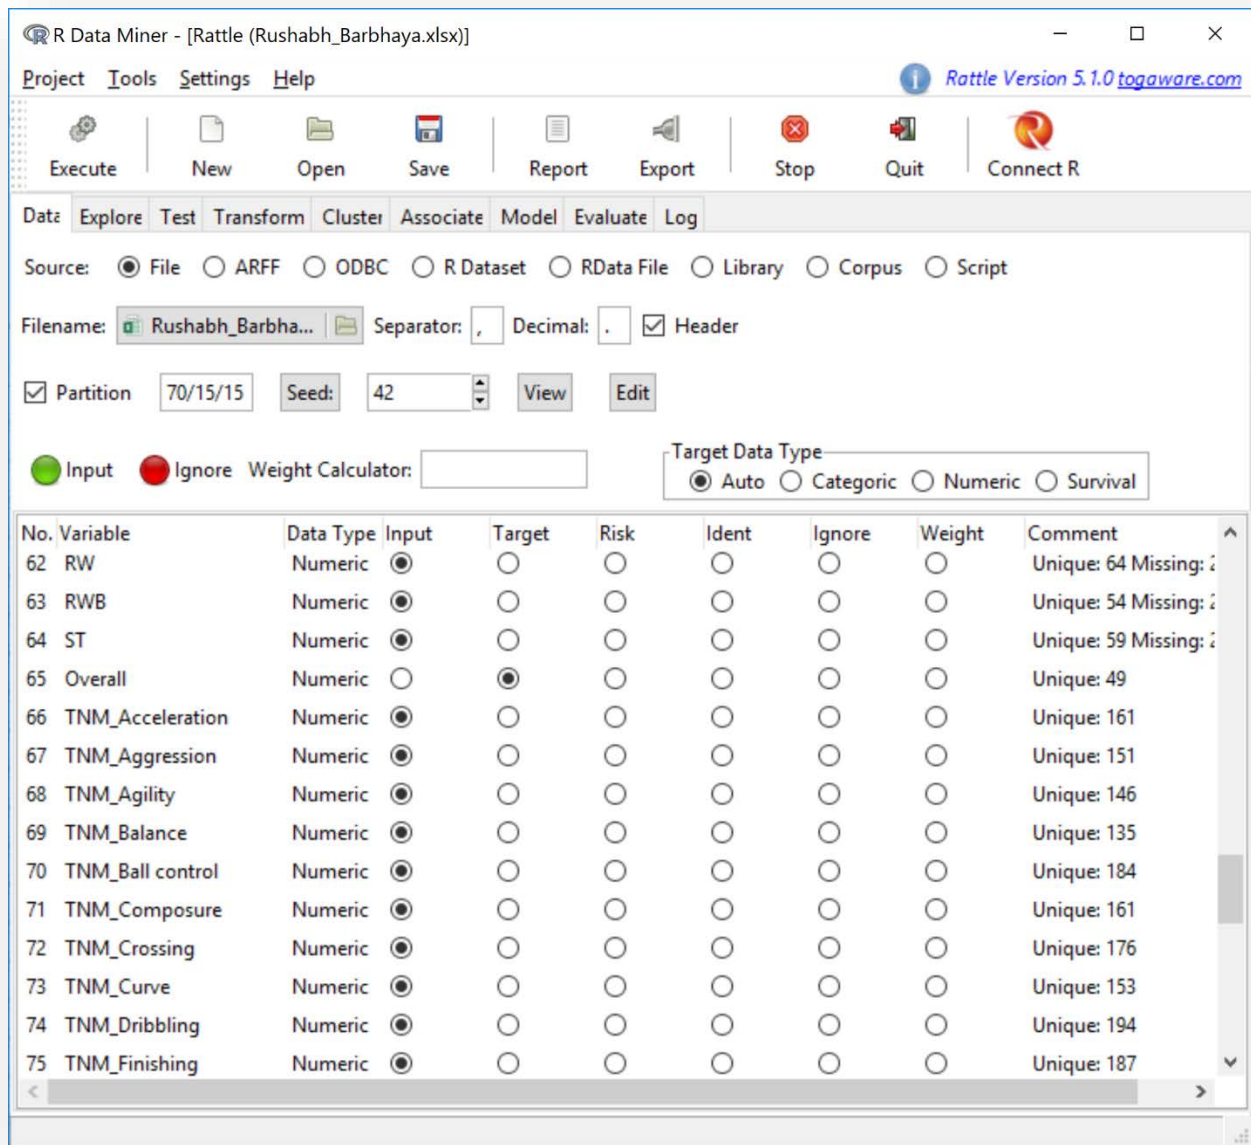 R Data Miner - [Rattle (Rushabh_Barbhaya.xlsx)]
Project Tools Settings Help Rattle Version 5.1.0 togaware.com
Execute New Open Save Report Export Stop Quit Connect R
Data Explore Test Transform Cluster Associate Model Evaluate Log
Source: File ARFF ODBC R Dataset RData File Library Corpus Script
Filename: Rushabh_Barbha... Separator: , Decimal: . Header
Partition 70/15/15 Seed: 42 View Edit
Target Data Type
Input Ignore Weight Calculator: Auto Categoric Numeric Survival
No. Variable Data Type Input Target Risk Ident Ignore Weight Comment
62 RW Numeric Unique: 64 Missing:
63 RWB Numeric Unique: 54 Missing:
64 ST Numeric Unique: 59 Missing:
65 Overall Numeric Unique: 49
66 TNM_Acceleration Numeric Unique: 161
67 TNM_Aggression Numeric Unique: 151
68 TNM_Agility Numeric Unique: 146
69 TNM_Balance Numeric Unique: 135
70 TNM_Ball control Numeric Unique: 184
71 TNM_Composure Numeric Unique: 161
72 TNM_Crossing Numeric Unique: 176
73 TNM_Curve Numeric Unique: 153
74 TNM_Dribbling Numeric Unique: 194
75 TNM_Finishing Numeric Unique: 187